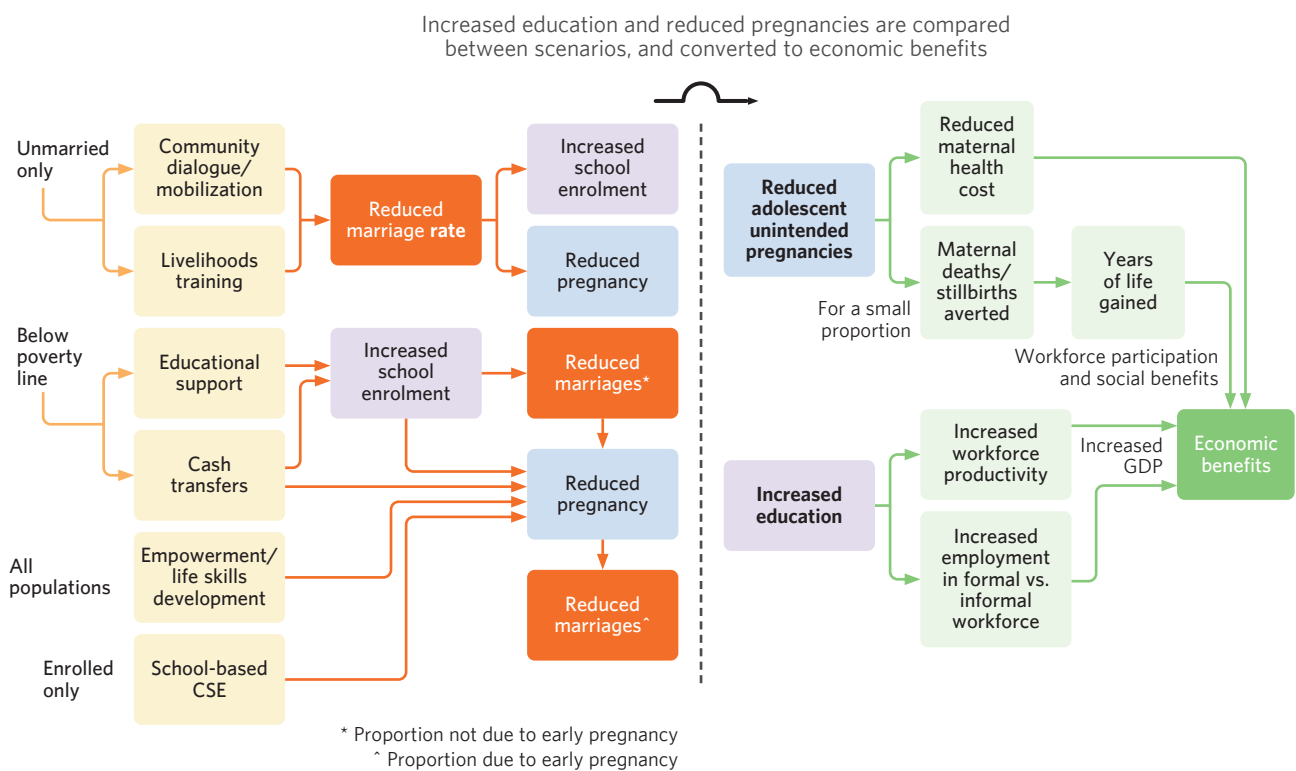 Increased education and reduced pregnancies are compared
between scenarios, and converted to economic benefits
Unmarried
only
Community
dialogue/
mobilization
Livelihoods
training
Reduced
marriage rate
Increased
school
enrolment
Reduced
pregnancy
Below
poverty
line
Educational
support
Cash
transfers
Increased
school
enrolment
Reduced
marriages*
Reduced
pregnancy
Reduced
marriages^
All
populations
Empowerment/
life skills
development
Enrolled
only
School-based
CSE
* Proportion not due to early pregnancy
^ Proportion due to early pregnancy
Reduced
adolescent
unintended
pregnancies
Reduced
maternal
health
cost
For a small
proportion
Maternal
deaths/
stillbirths
averted
Years
of life
gained
Workforce participation
and social benefits
Increased
education
Increased
workforce
productivity
Increased
GDP
Increased
employment
in formal vs.
informal
workforce
Economic
benefits